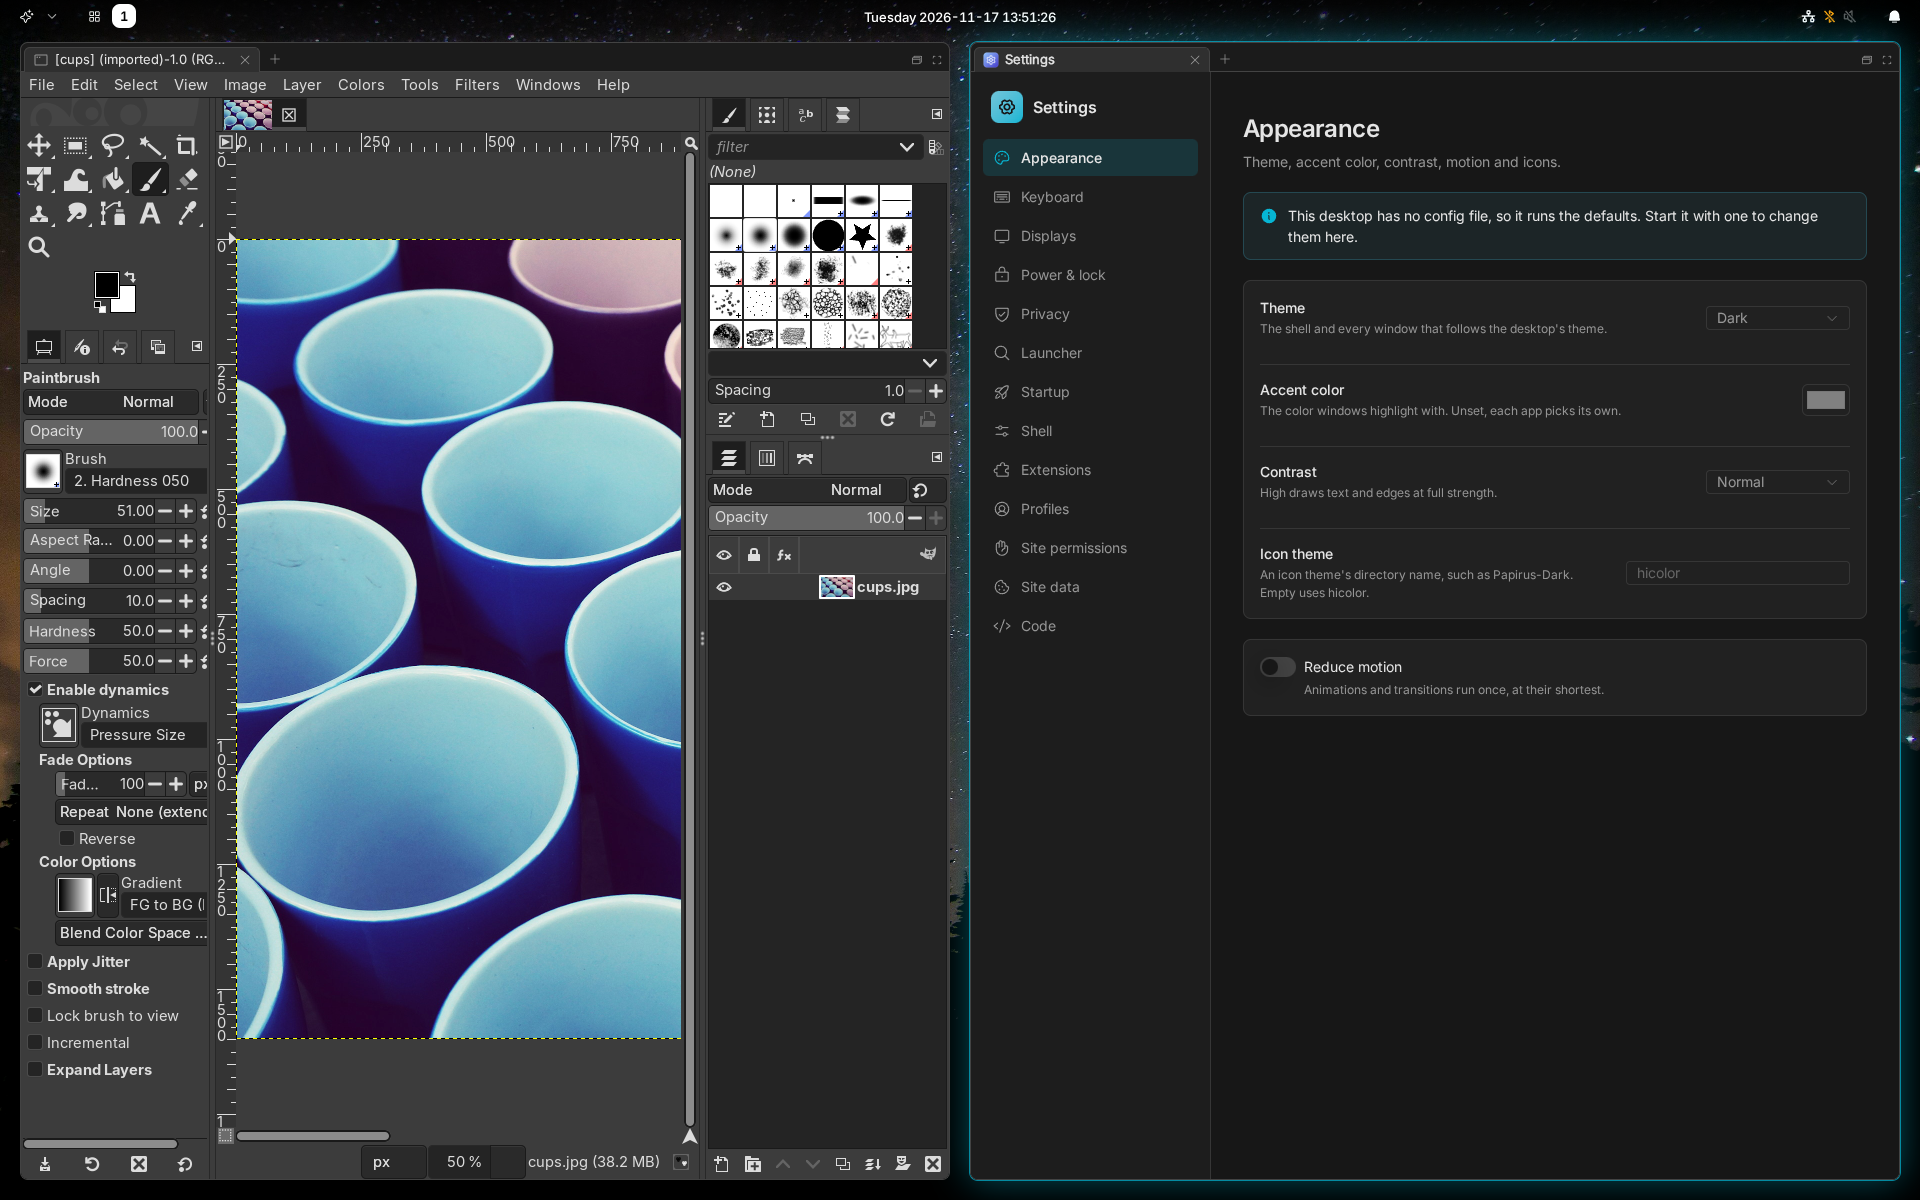 1
Tuesday 2026-11-17 13:51:26
[cups] (imported)-1.0 (RG...
File Edit Select View Image Layer Colors Tools Filters Windows Help
0 250 500 750
filter
(None)
Spacing 1.0
Paintbrush
Mode Normal
Opacity 100.0
Brush
2. Hardness 050
Size 51.00
Aspect Ra... 0.00
Angle 0.00
Spacing 10.0
Hardness 50.0
Force 50.0
Enable dynamics
Dynamics
Pressure Size
Fade Options
Fad... 100 px
Repeat None (extend
Reverse
Color Options
Gradient
FG to BG (
Blend Color Space ...
Apply Jitter
Smooth stroke
Lock brush to view
Incremental
Expand Layers
0
250
500
750
1000
1250
1500
px
50 %
cups.jpg (38.2 MB)
Mode Normal
Opacity 100.0
fx
cups.jpg
Settings
Settings
Appearance
Keyboard
Displays
Power & lock
Privacy
Launcher
Startup
Shell
Extensions
Profiles
Site permissions
Site data
Code
Appearance
Theme, accent color, contrast, motion and icons.
This desktop has no config file, so it runs the defaults. Start it with one to change
them here.
Theme
The shell and every window that follows the desktop's theme.
Dark
Accent color
The color windows highlight with. Unset, each app picks its own.
Contrast
High draws text and edges at full strength.
Normal
Icon theme
An icon theme's directory name, such as Papirus-Dark.
Empty uses hicolor.
hicolor
Reduce motion
Animations and transitions run once, at their shortest.